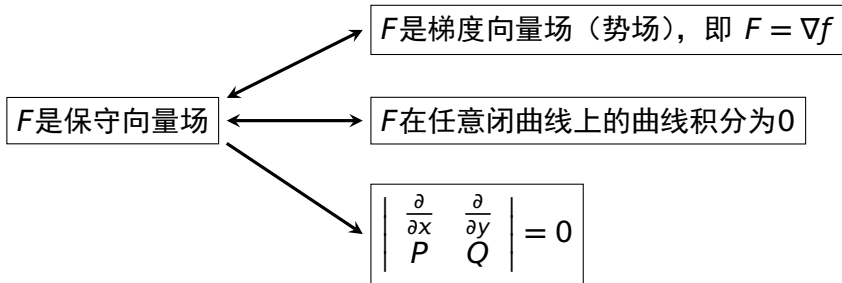 F是梯度向量场（势场），即 F = ∇f
F是保守向量场
F在任意闭曲线上的曲线积分为0
| ∂/∂x ∂/∂y |
| P Q | = 0